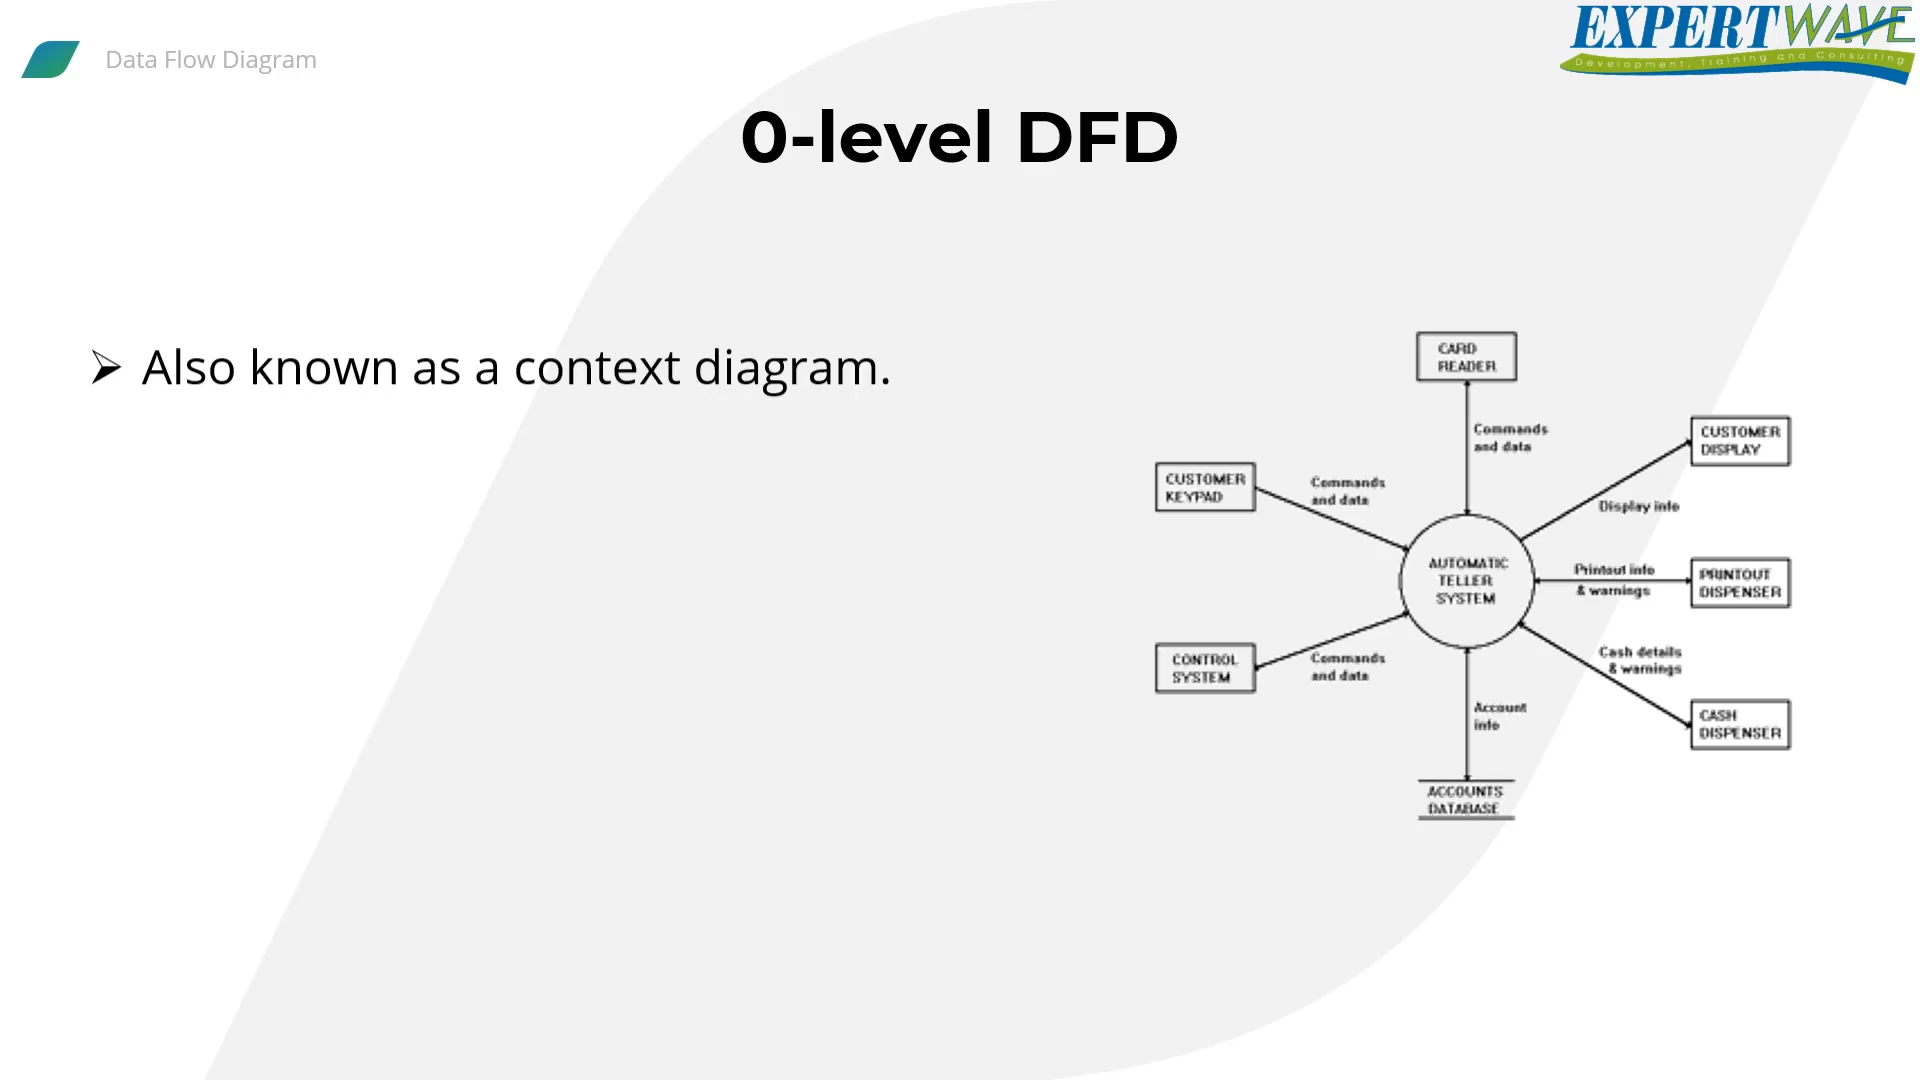 Data Flow Diagram
EXPERTWAVE
Development, Training and Consulting
0-level DFD
➢ Also known as a context diagram.
CARD
READER
Commands
and data
CUSTOMER
DISPLAY
Display info
CUSTOMER
KEYPAD
Commands
and data
AUTOMATIC
TELLER
SYSTEM
Printout info
& warnings
PRINTOUT
DISPENSER
CONTROL
SYSTEM
Commands
and data
Cash details
& warnings
CASH
DISPENSER
Account
info
ACCOUNTS
DATABASE